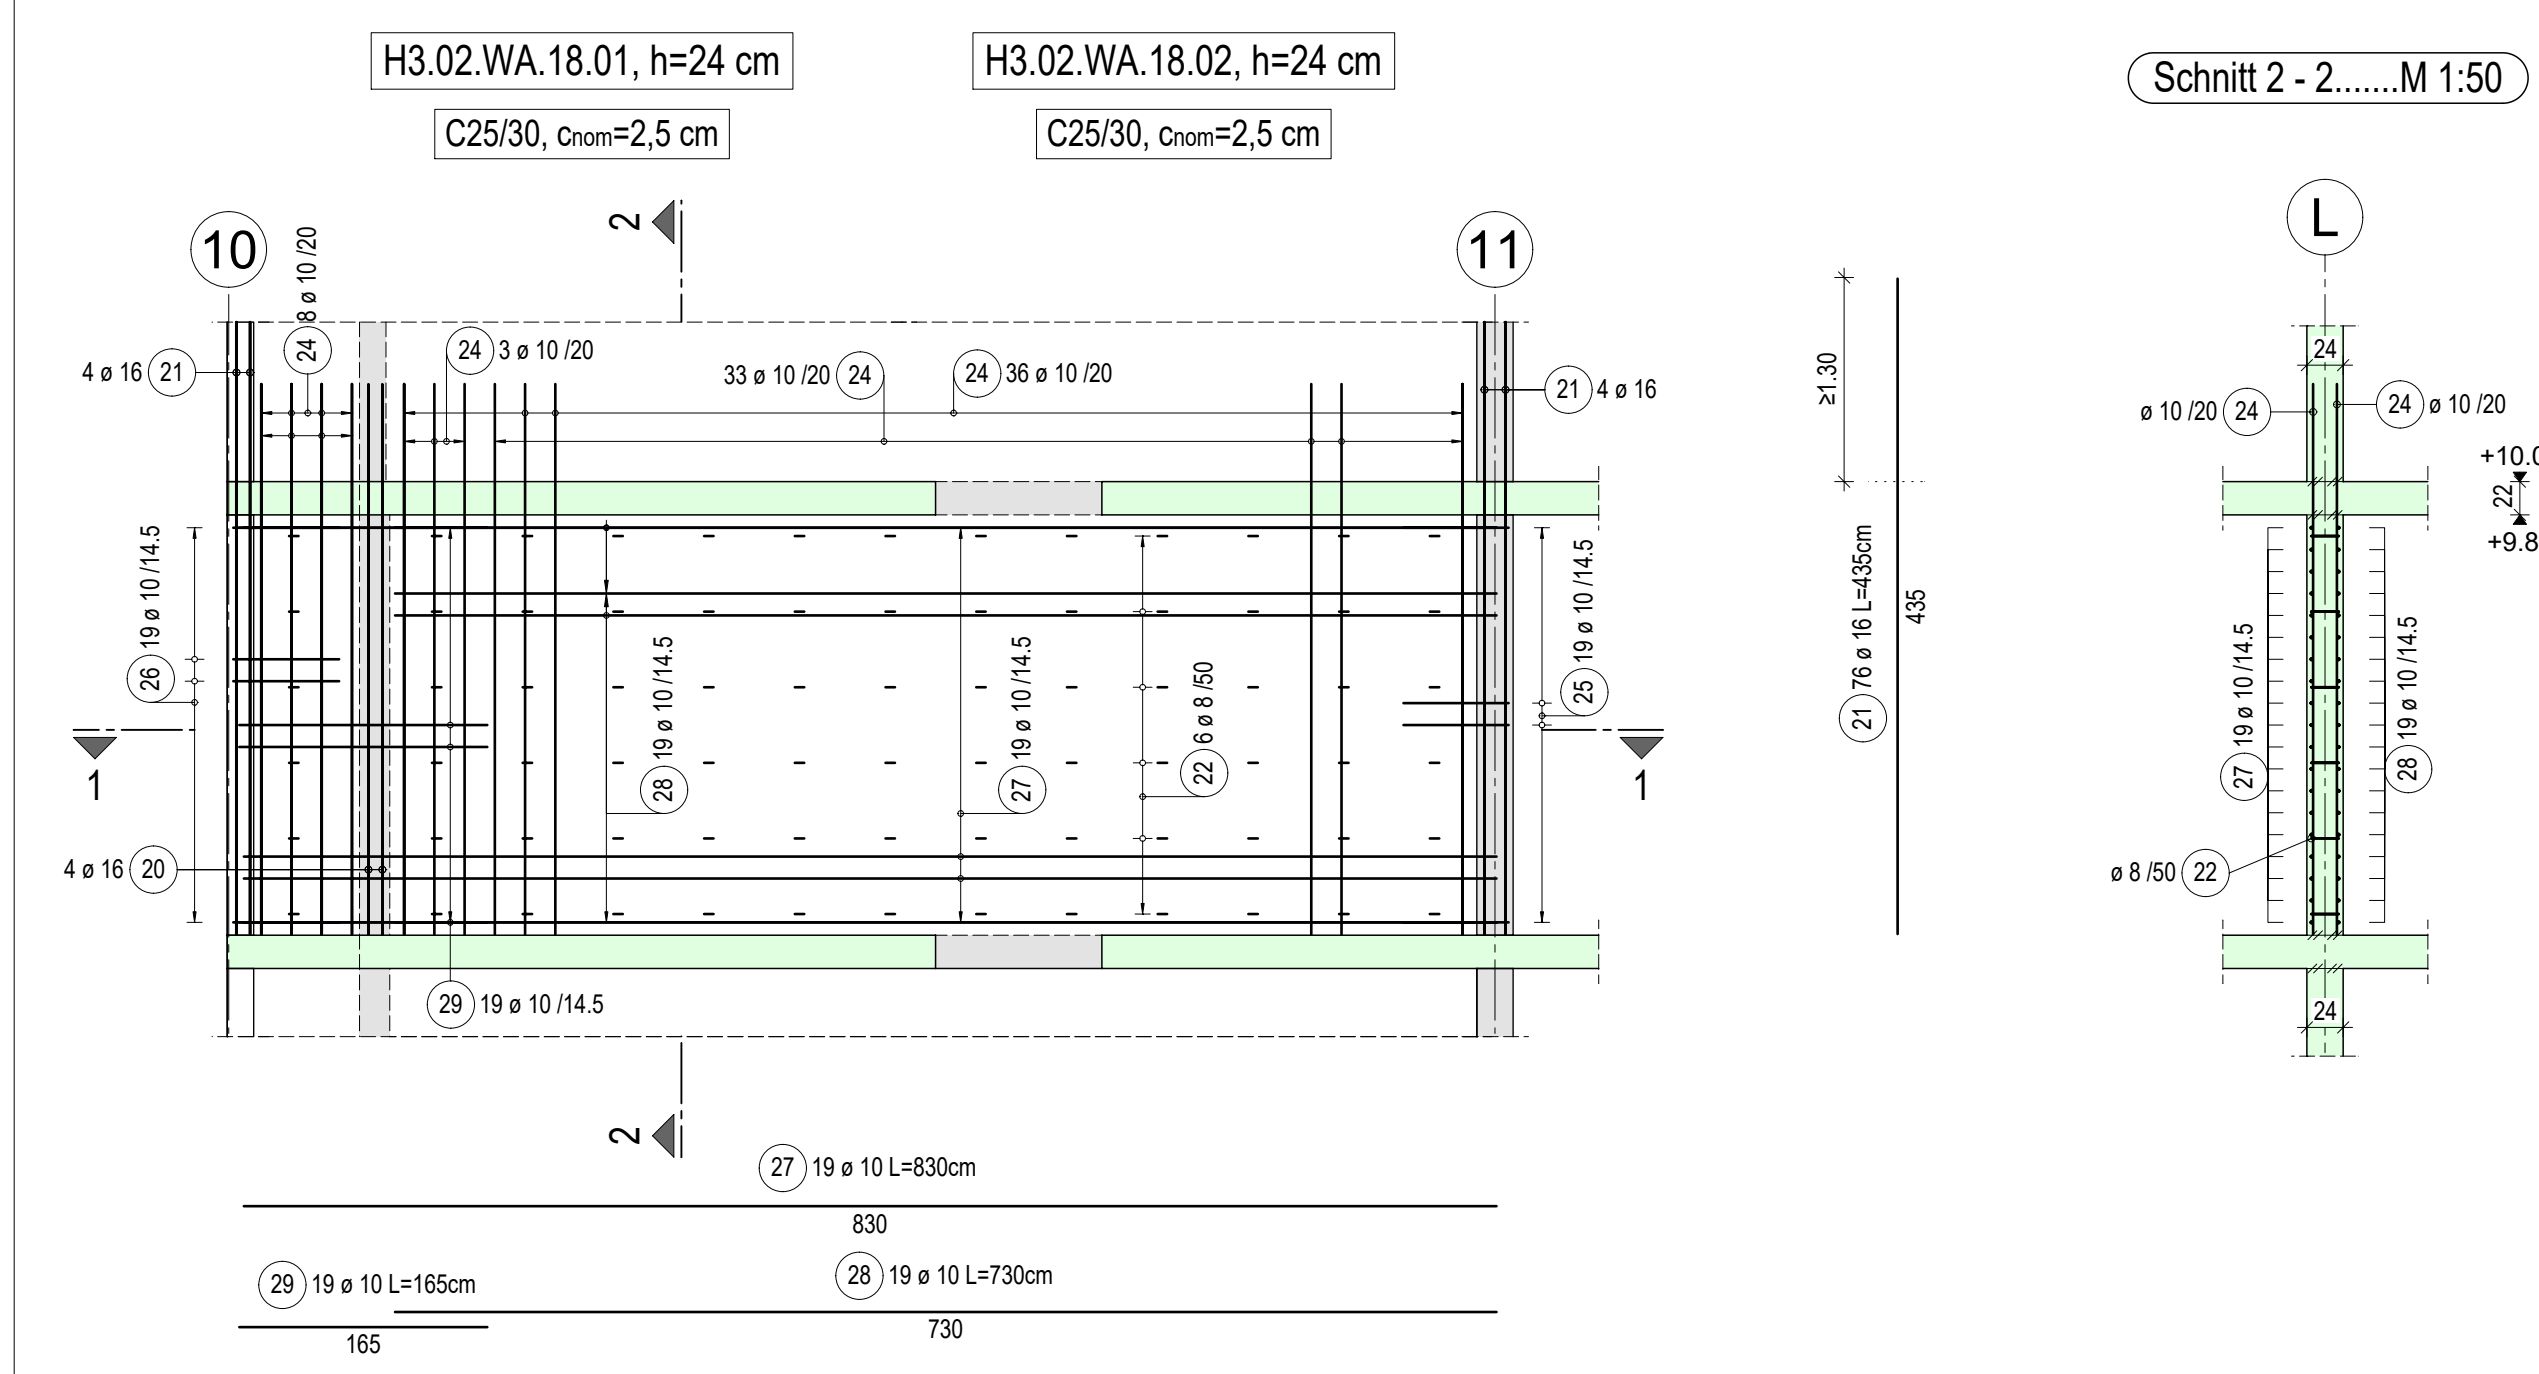 H3.02.WA.18.01, h=24 cm
H3.02.WA.18.02, h=24 cm
Schnitt 2 - 2.......M 1:50
C25/30, cnom=2,5 cm
C25/30, cnom=2,5 cm
2
10
24 8 ø 10 /20
11
L
4 ø 16 21
24 3 ø 10 /20
33 ø 10 /20 24
24 36 ø 10 /20
21 4 ø 16
≥1.30
24
ø 10 /20 24
24 ø 10 /20
+10.0
22
+9.8
26 19 ø 10 /14.5
28 19 ø 10 /14.5
27 19 ø 10 /14.5
22 6 ø 8 /50
25 19 ø 10 /14.5
21 76 ø 16 L=435cm
435
27 19 ø 10 /14.5
28 19 ø 10 /14.5
1
1
4 ø 16 20
ø 8 /50 22
29 19 ø 10 /14.5
24
2
27 19 ø 10 L=830cm
830
29 19 ø 10 L=165cm
28 19 ø 10 L=730cm
165
730